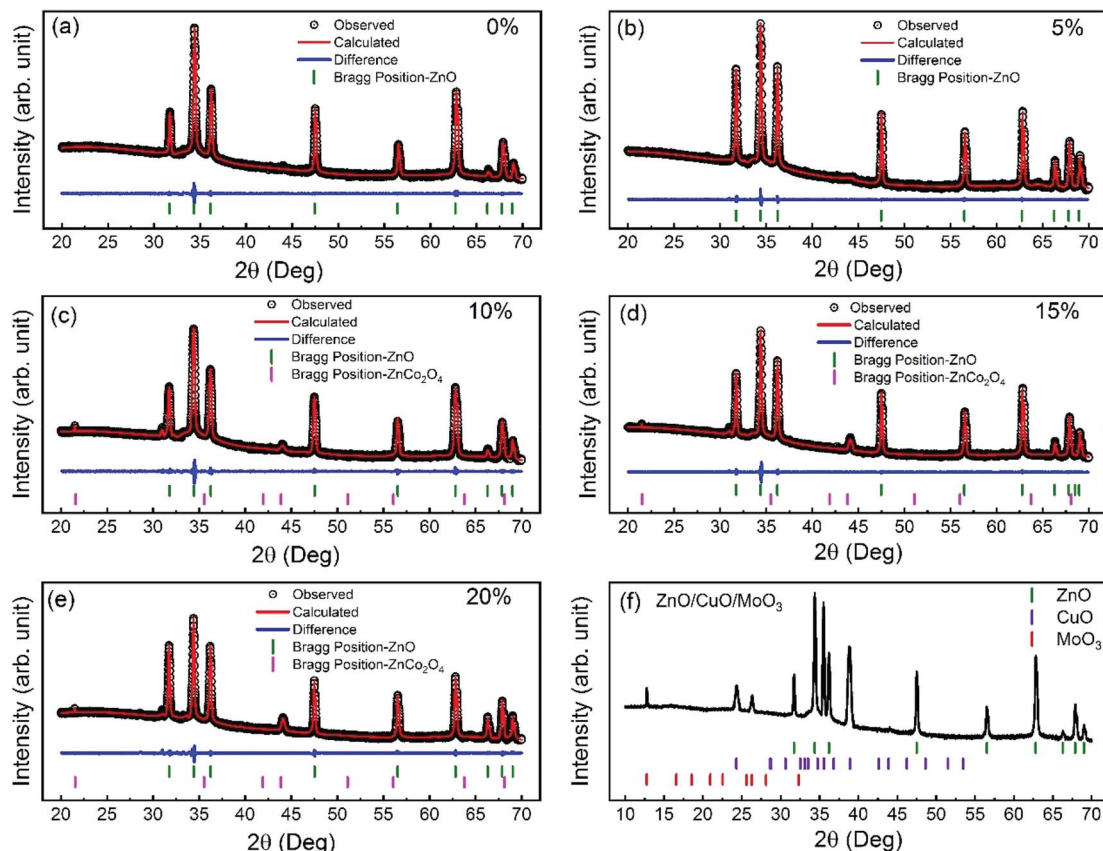 (a) 0%
Observed
Calculated
Difference
Bragg Position-ZnO
Intensity (arb. unit)
20 25 30 35 40 45 50 55 60 65 70
2θ (Deg)
(b) 5%
Observed
Calculated
Difference
Bragg Position-ZnO
Intensity (arb. unit)
20 25 30 35 40 45 50 55 60 65 70
2θ (Deg)
(c) 10%
Observed
Calculated
Difference
Bragg Position-ZnO
Bragg Position-ZnCo₂O₄
Intensity (arb. unit)
20 25 30 35 40 45 50 55 60 65 70
2θ (Deg)
(d) 15%
Observed
Calculated
Difference
Bragg Position-ZnO
Bragg Position-ZnCo₂O₄
Intensity (arb. unit)
20 25 30 35 40 45 50 55 60 65 70
2θ (Deg)
(e) 20%
Observed
Calculated
Difference
Bragg Position-ZnO
Bragg Position-ZnCo₂O₄
Intensity (arb. unit)
20 25 30 35 40 45 50 55 60 65 70
2θ (Deg)
(f) ZnO/CuO/MoO₃
ZnO
CuO
MoO₃
Intensity (arb. unit)
10 15 20 25 30 35 40 45 50 55 60 65 70
2θ (Deg)